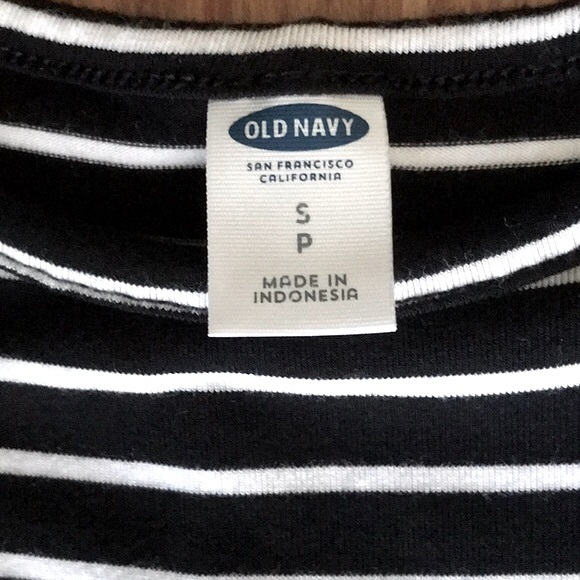 OLD NAVY
SAN FRANCISCO
CALIFORNIA
S
P
MADE IN
INDONESIA